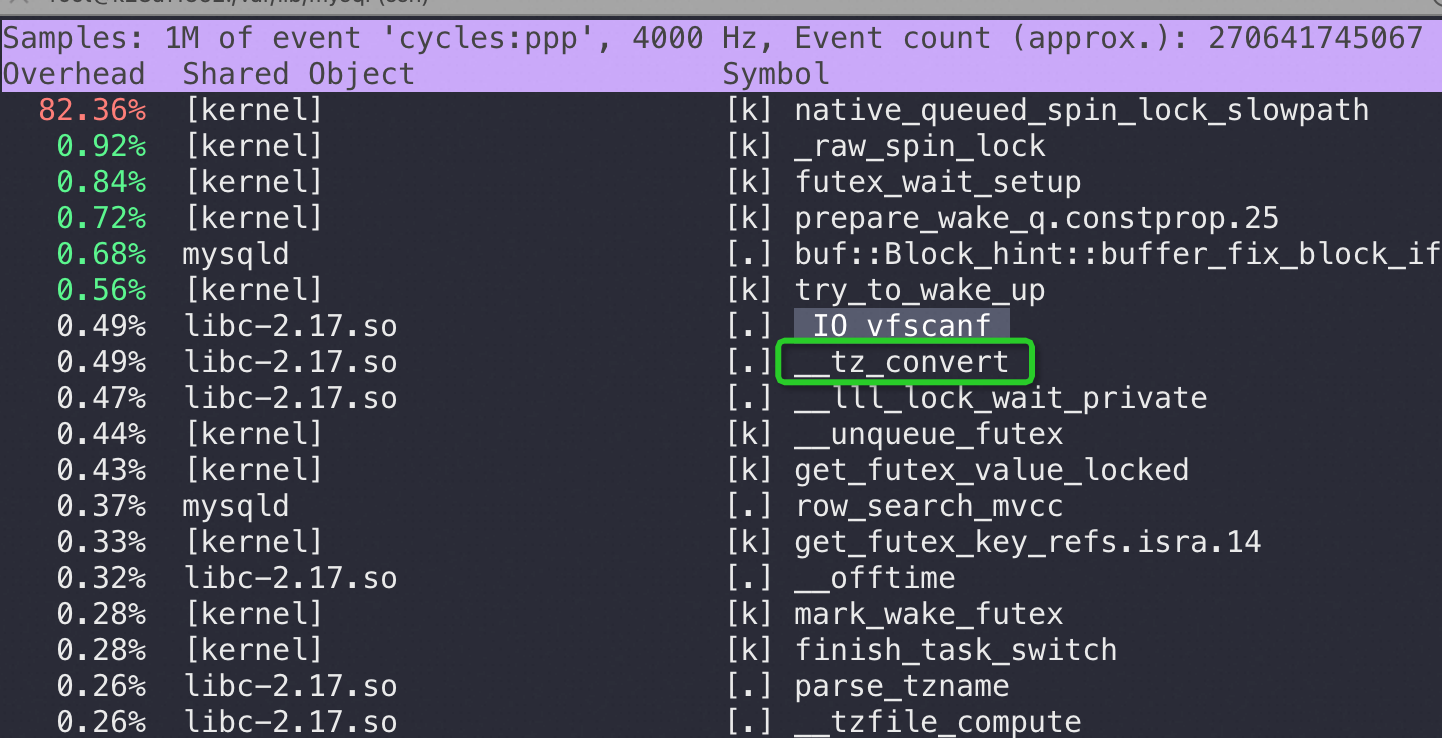 Samples: 1M of event 'cycles:ppp', 4000 Hz, Event count (approx.): 270641745067
Overhead Shared Object Symbol
82.36% [kernel] [k] native_queued_spin_lock_slowpath
0.92% [kernel] [k] _raw_spin_lock
0.84% [kernel] [k] futex_wait_setup
0.72% [kernel] [k] prepare_wake_q.constprop.25
0.68% mysqld [.] buf::Block_hint::buffer_fix_block_if
0.56% [kernel] [k] try_to_wake_up
0.49% libc-2.17.so [.] _IO_vfscanf
0.49% libc-2.17.so [.] __tz_convert
0.47% libc-2.17.so [.] __lll_lock_wait_private
0.44% [kernel] [k] __unqueue_futex
0.43% [kernel] [k] get_futex_value_locked
0.37% mysqld [.] row_search_mvcc
0.33% [kernel] [k] get_futex_key_refs.isra.14
0.32% libc-2.17.so [.] __offtime
0.28% [kernel] [k] mark_wake_futex
0.28% [kernel] [k] finish_task_switch
0.26% libc-2.17.so [.] parse_tzname
0.26% libc-2.17.so [.] __tzfile_compute